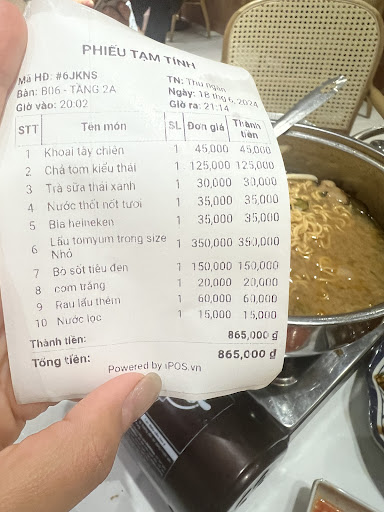 PHIẾU TẠM TÍNH
Mã HĐ: #6JKNS
TN: Thu ngân
Bàn: B06 - TẦNG 2A
Ngày: 18 thg 6, 2024
Giờ vào: 20:02
Giờ ra: 21:14
STT Tên món SL Đơn giá Thành tiền
1 Khoai tây chiên 1 45,000 45,000
2 Chả tôm kiểu thái 1 125,000 125,000
3 Trà sữa thái xanh 1 30,000 30,000
4 Nước thốt nốt tươi 1 35,000 35,000
5 Bia heineken 1 35,000 35,000
6 Lẩu tomyum trong size Nhỏ 1 350,000 350,000
7 Bò sốt tiêu đen 1 150,000 150,000
8 cơm trắng 1 20,000 20,000
9 Rau lẩu thêm 1 60,000 60,000
10 Nước lọc 1 15,000 15,000
Thành tiền: 865,000 ₫
Tổng tiền: 865,000 ₫
Powered by iPOS.vn